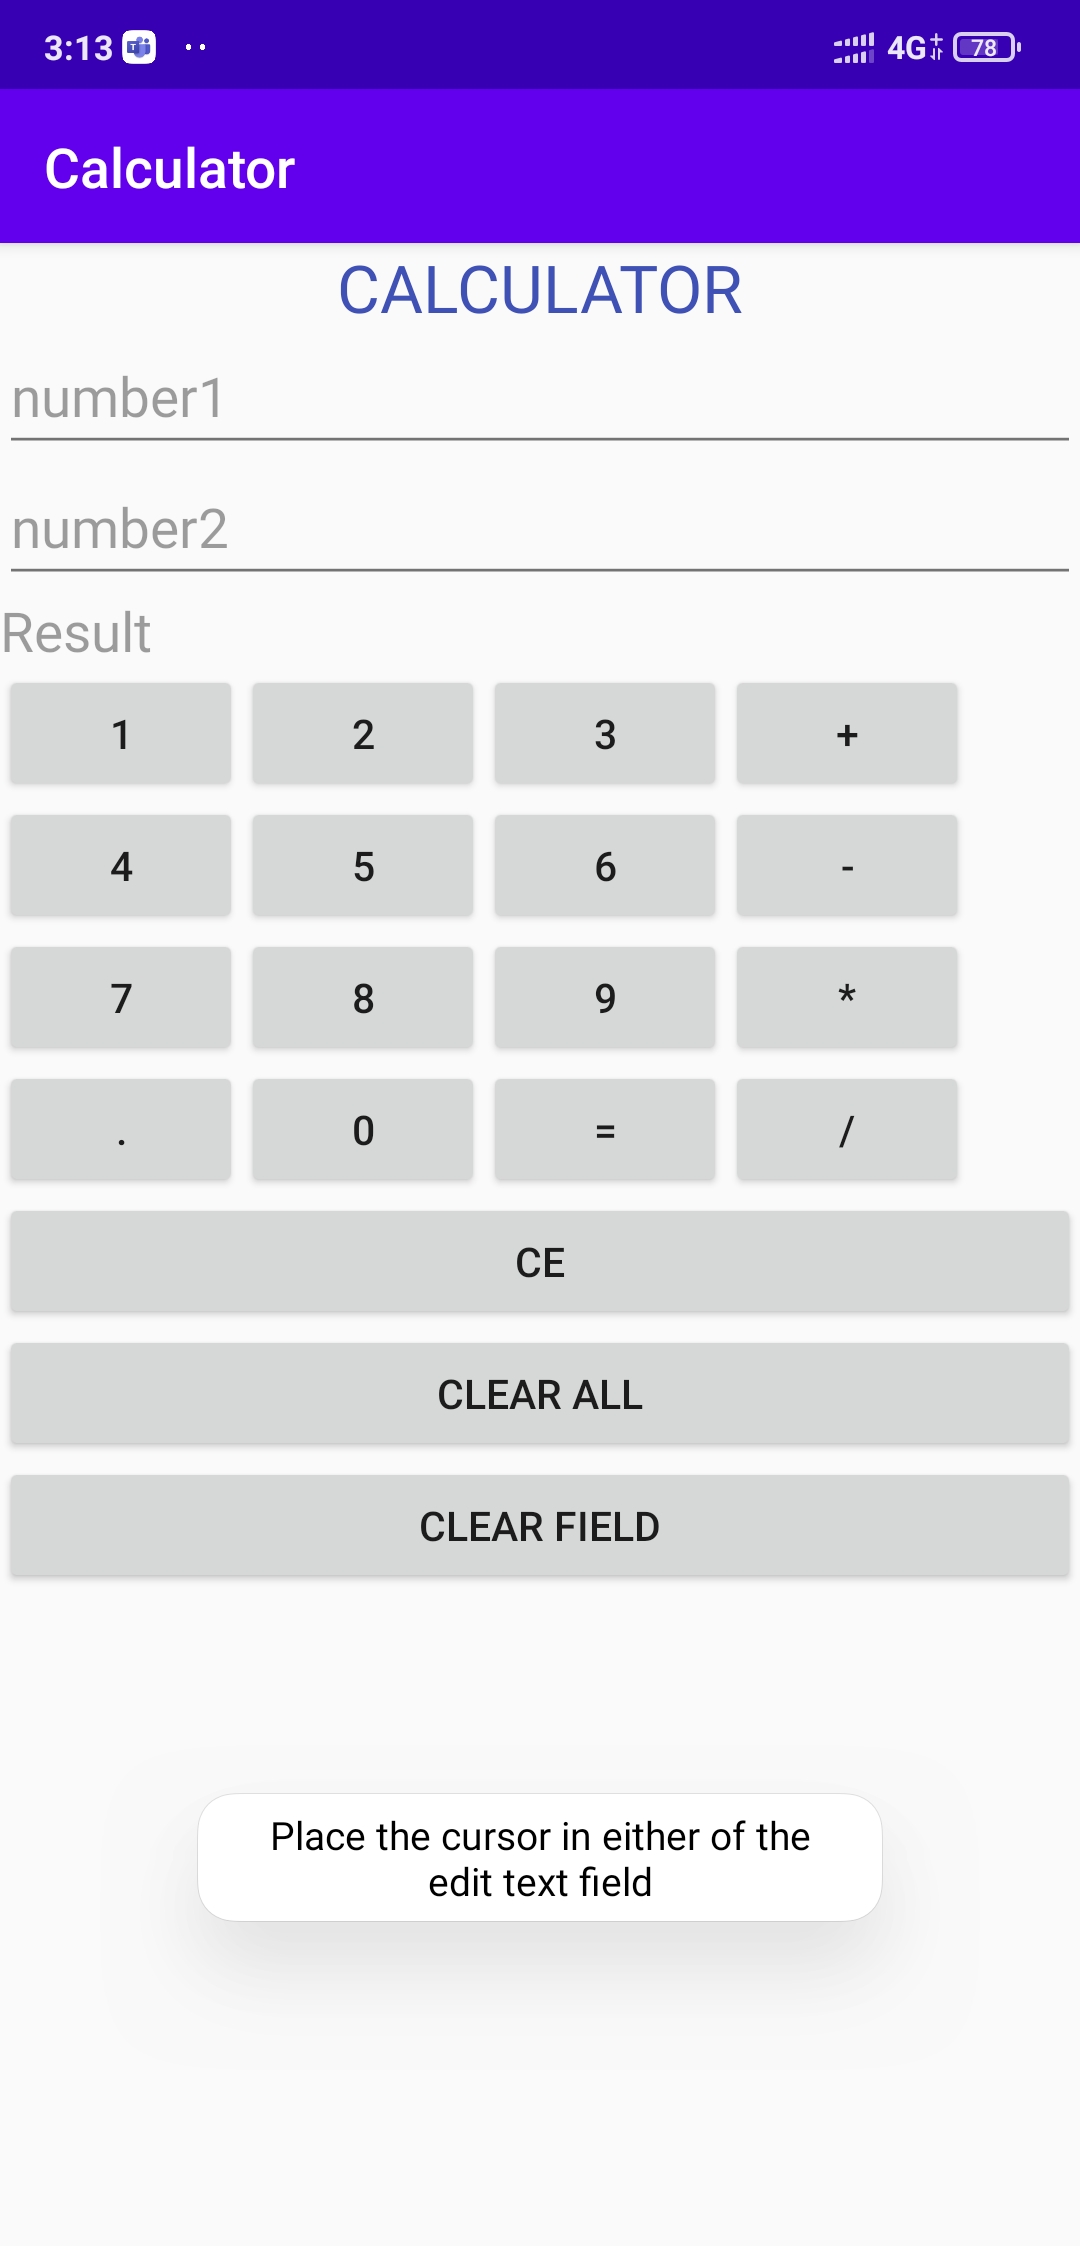 3:13
4G+ 78
Calculator
CALCULATOR
number1
number2
Result
1 2 3 +
4 5 6 -
7 8 9 *
. 0 = /
CE
CLEAR ALL
CLEAR FIELD
Place the cursor in either of the
edit text field